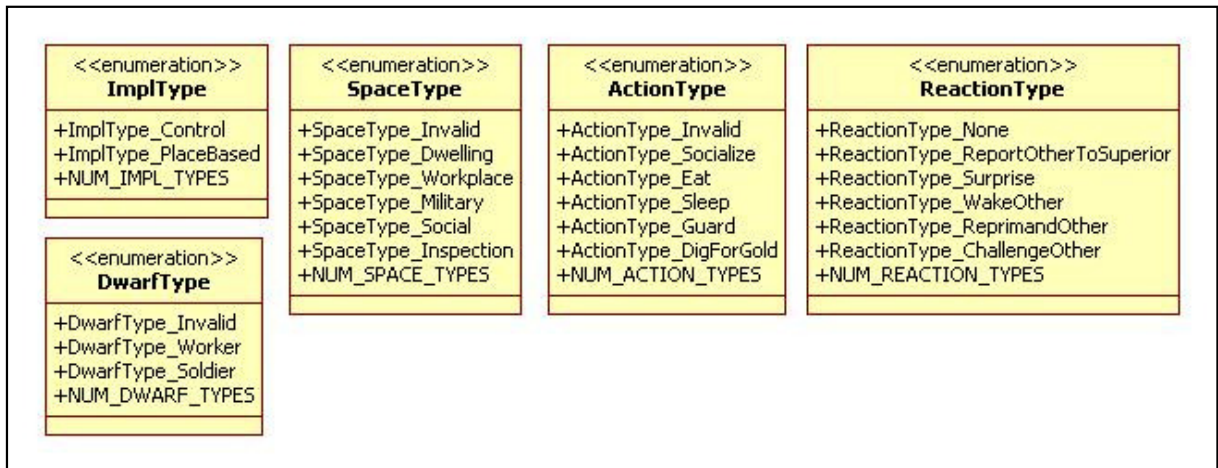 <<enumeration>>
ImplType
+ImplType_Control
+ImplType_PlaceBased
+NUM_IMPL_TYPES
<<enumeration>>
DwarfType
+DwarfType_Invalid
+DwarfType_Worker
+DwarfType_Soldier
+NUM_DWARF_TYPES
<<enumeration>>
SpaceType
+SpaceType_Invalid
+SpaceType_Dwelling
+SpaceType_Workplace
+SpaceType_Military
+SpaceType_Social
+SpaceType_Inspection
+NUM_SPACE_TYPES
<<enumeration>>
ActionType
+ActionType_Invalid
+ActionType_Socialize
+ActionType_Eat
+ActionType_Sleep
+ActionType_Guard
+ActionType_DigForGold
+NUM_ACTION_TYPES
<<enumeration>>
ReactionType
+ReactionType_None
+ReactionType_ReportOtherToSuperior
+ReactionType_Surprise
+ReactionType_WakeOther
+ReactionType_ReprimandOther
+ReactionType_ChallengeOther
+NUM_REACTION_TYPES